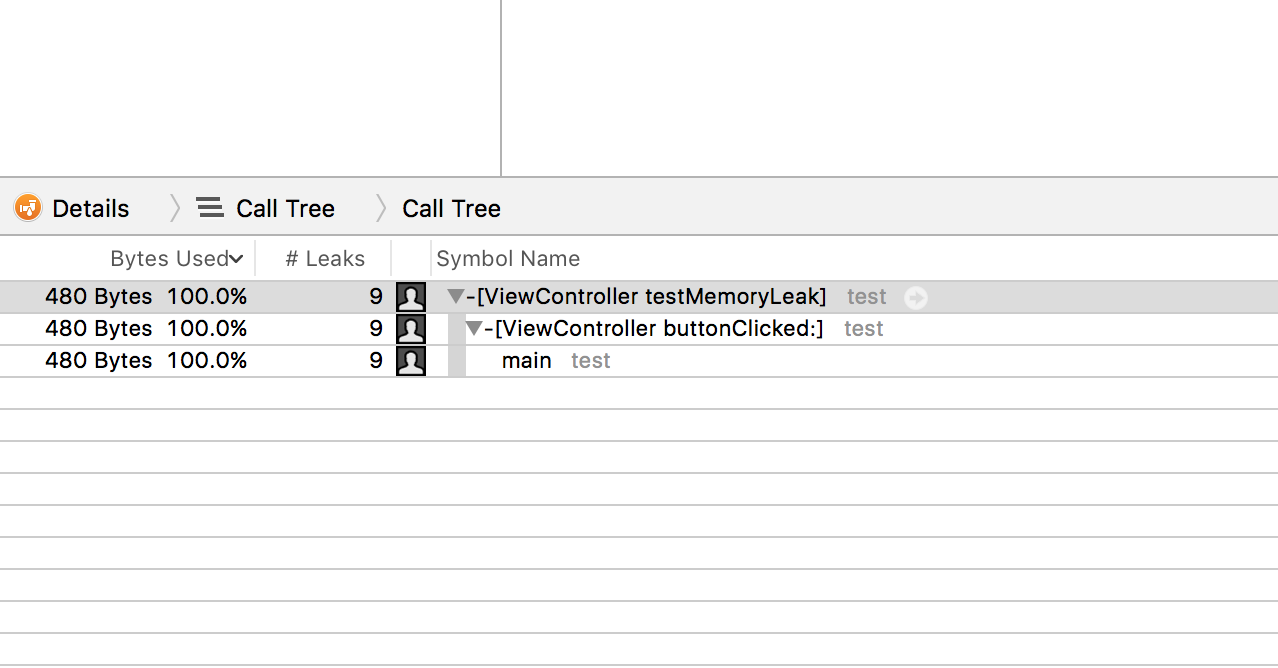 Details Call Tree Call Tree
Bytes Used # Leaks Symbol Name
480 Bytes 100.0% 9 -[ViewController testMemoryLeak] test
480 Bytes 100.0% 9 -[ViewController buttonClicked:] test
480 Bytes 100.0% 9 main test